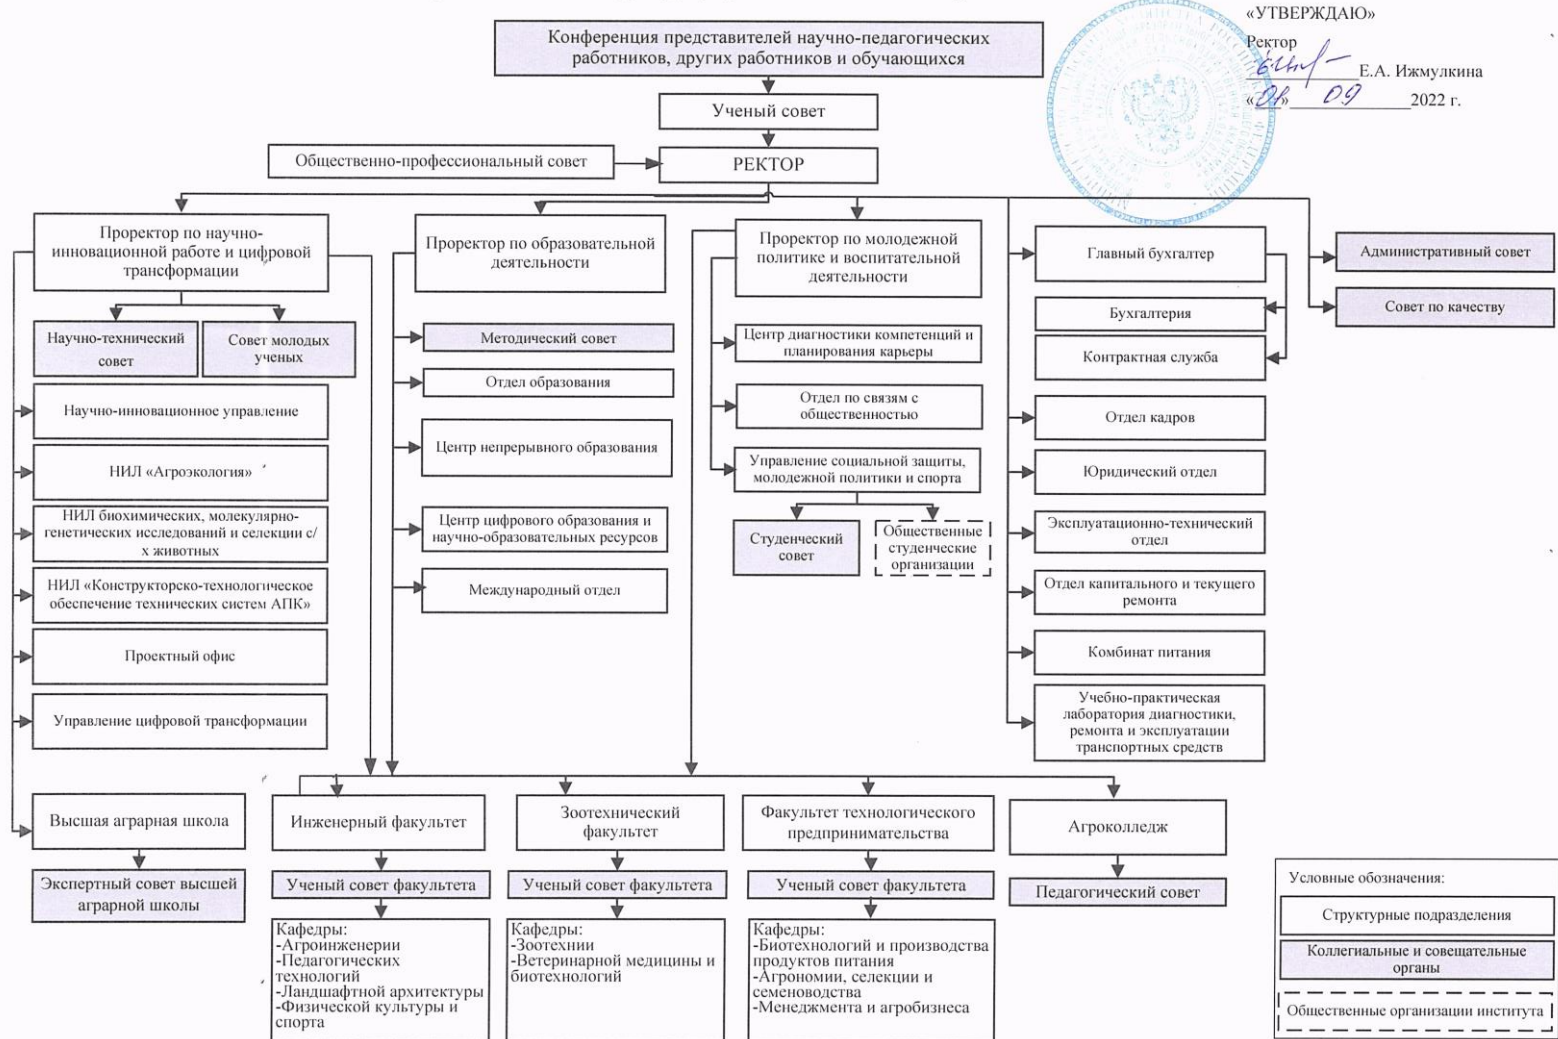 «УТВЕРЖДАЮ»
Ректор
Е.А. Ижмулкина
« » 09 2022 г.
Конференция представителей научно-педагогических
работников, других работников и обучающихся
Ученый совет
Общественно-профессиональный совет
РЕКТОР
Проректор по научно-
инновационной работе и цифровой
трансформации
Проректор по образовательной
деятельности
Проректор по молодежной
политике и воспитательной
деятельности
Главный бухгалтер
Административный совет
Совет по качеству
Научно-технический
совет
Совет молодых
ученых
Научно-инновационное управление
НИЛ «Агроэкология»
НИЛ биохимических, молекулярно-
генетических исследований и селекции с/
х животных
НИЛ «Конструкторско-технологическое
обеспечение технических систем АПК»
Проектный офис
Управление цифровой трансформации
Методический совет
Отдел образования
Центр непрерывного образования
Центр цифрового образования и
научно-образовательных ресурсов
Международный отдел
Центр диагностики компетенций и
планирования карьеры
Отдел по связям с
общественностью
Управление социальной защиты,
молодежной политики и спорта
Студенческий
совет
Общественные
студенческие
организации
Бухгалтерия
Контрактная служба
Отдел кадров
Юридический отдел
Эксплуатационно-технический
отдел
Отдел капитального и текущего
ремонта
Комбинат питания
Учебно-практическая
лаборатория диагностики,
ремонта и эксплуатации
транспортных средств
Высшая аграрная школа
Экспертный совет высшей
аграрной школы
Инженерный факультет
Ученый совет факультета
Кафедры:
-Агроинженерии
-Педагогических
технологий
-Ландшафтной архитектуры
-Физической культуры и
спорта
Зоотехнический
факультет
Ученый совет факультета
Кафедры:
-Зоотехнии
-Ветеринарной медицины и
биотехнологий
Факультет технологического
предпринимательства
Ученый совет факультета
Кафедры:
-Биотехнологий и производства
продуктов питания
-Агрономии, селекции и
семеноводства
-Менеджмента и агробизнеса
Агроколледж
Педагогический совет
Условные обозначения:
Структурные подразделения
Коллегиальные и совещательные
органы
Общественные организации института